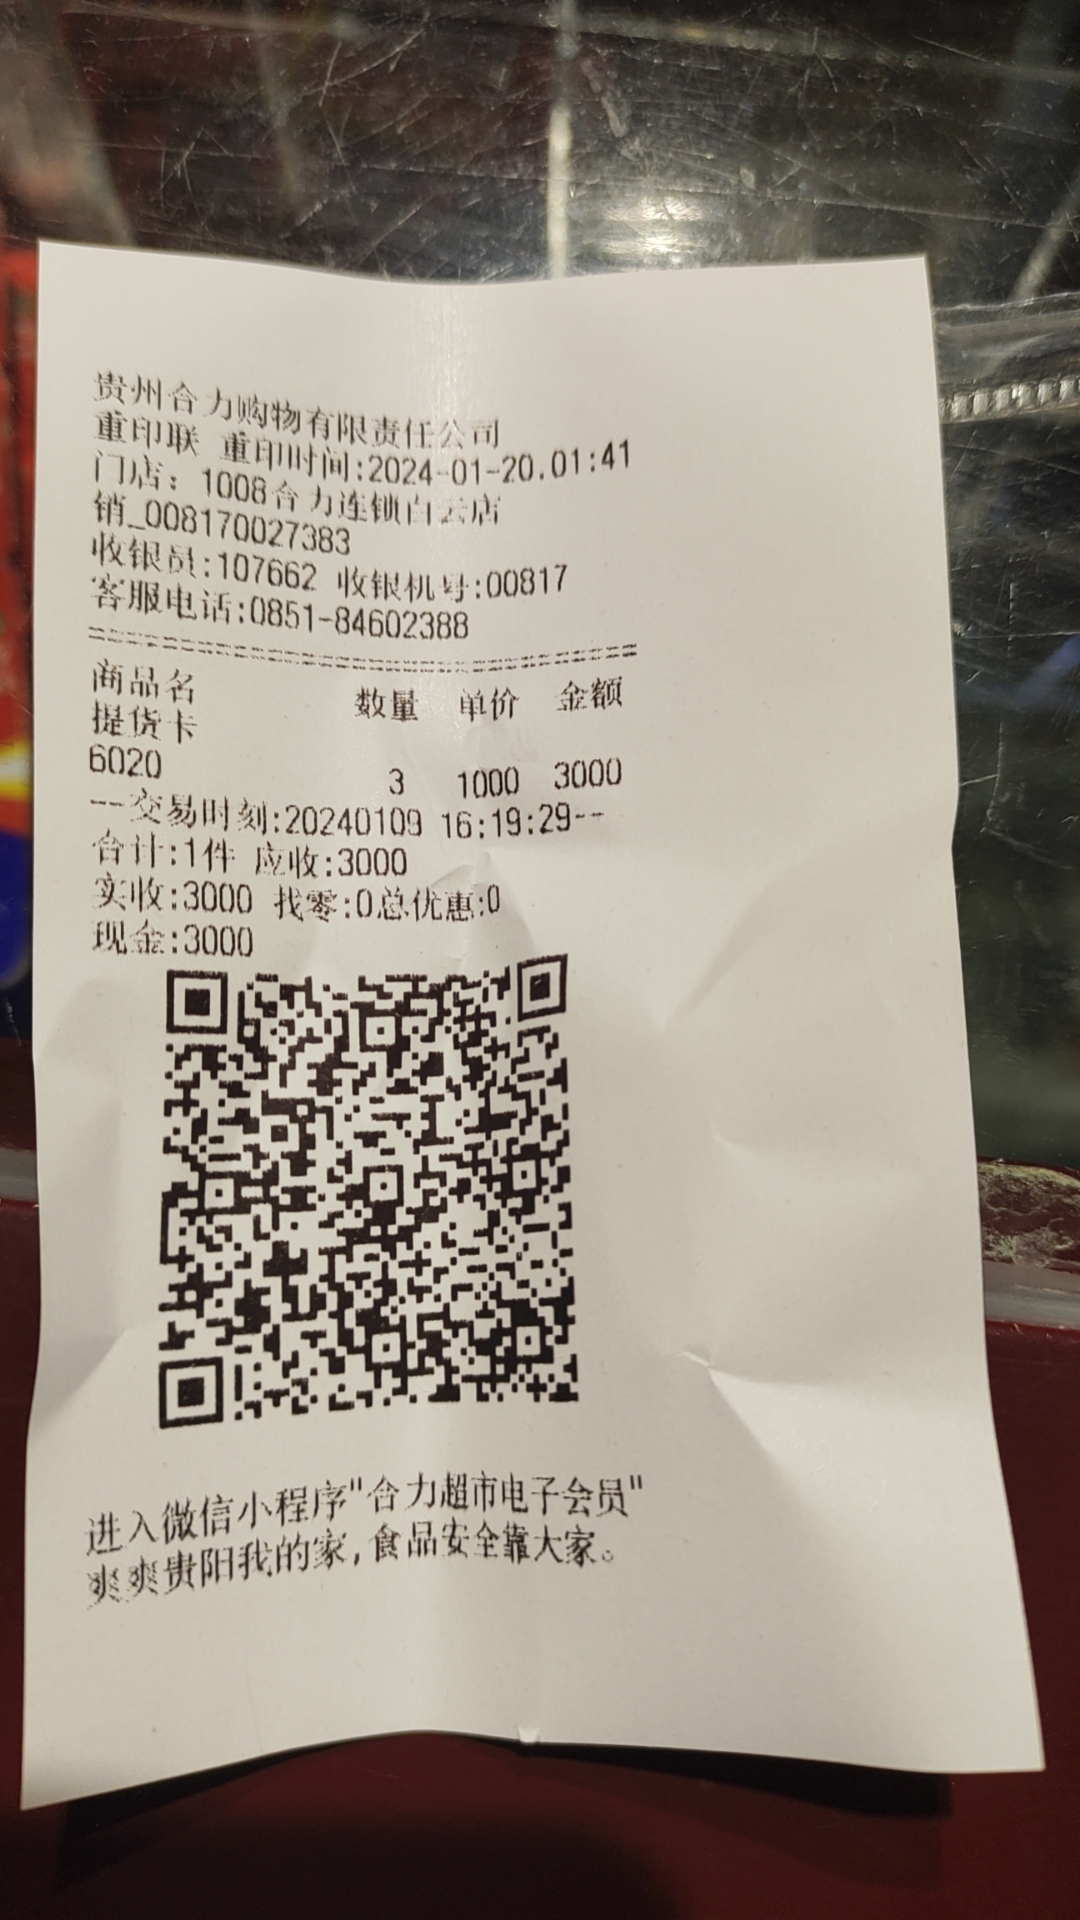 贵州合力购物有限责任公司
重印联 重印时间:2024-01-20.01:41
门店：1008合力连锁白云店
销_008170027383
收银员:107662 收银机号:00817
客服电话:0851-84602388
商品名 数量 单价 金额
提货卡
6020 3 1000 3000
--交易时刻:20240109 16:19:29--
合计:1件 应收:3000
实收:3000 找零:0总优惠:0
现金:3000
进入微信小程序"合力超市电子会员"
爽爽贵阳我的家,食品安全靠大家。